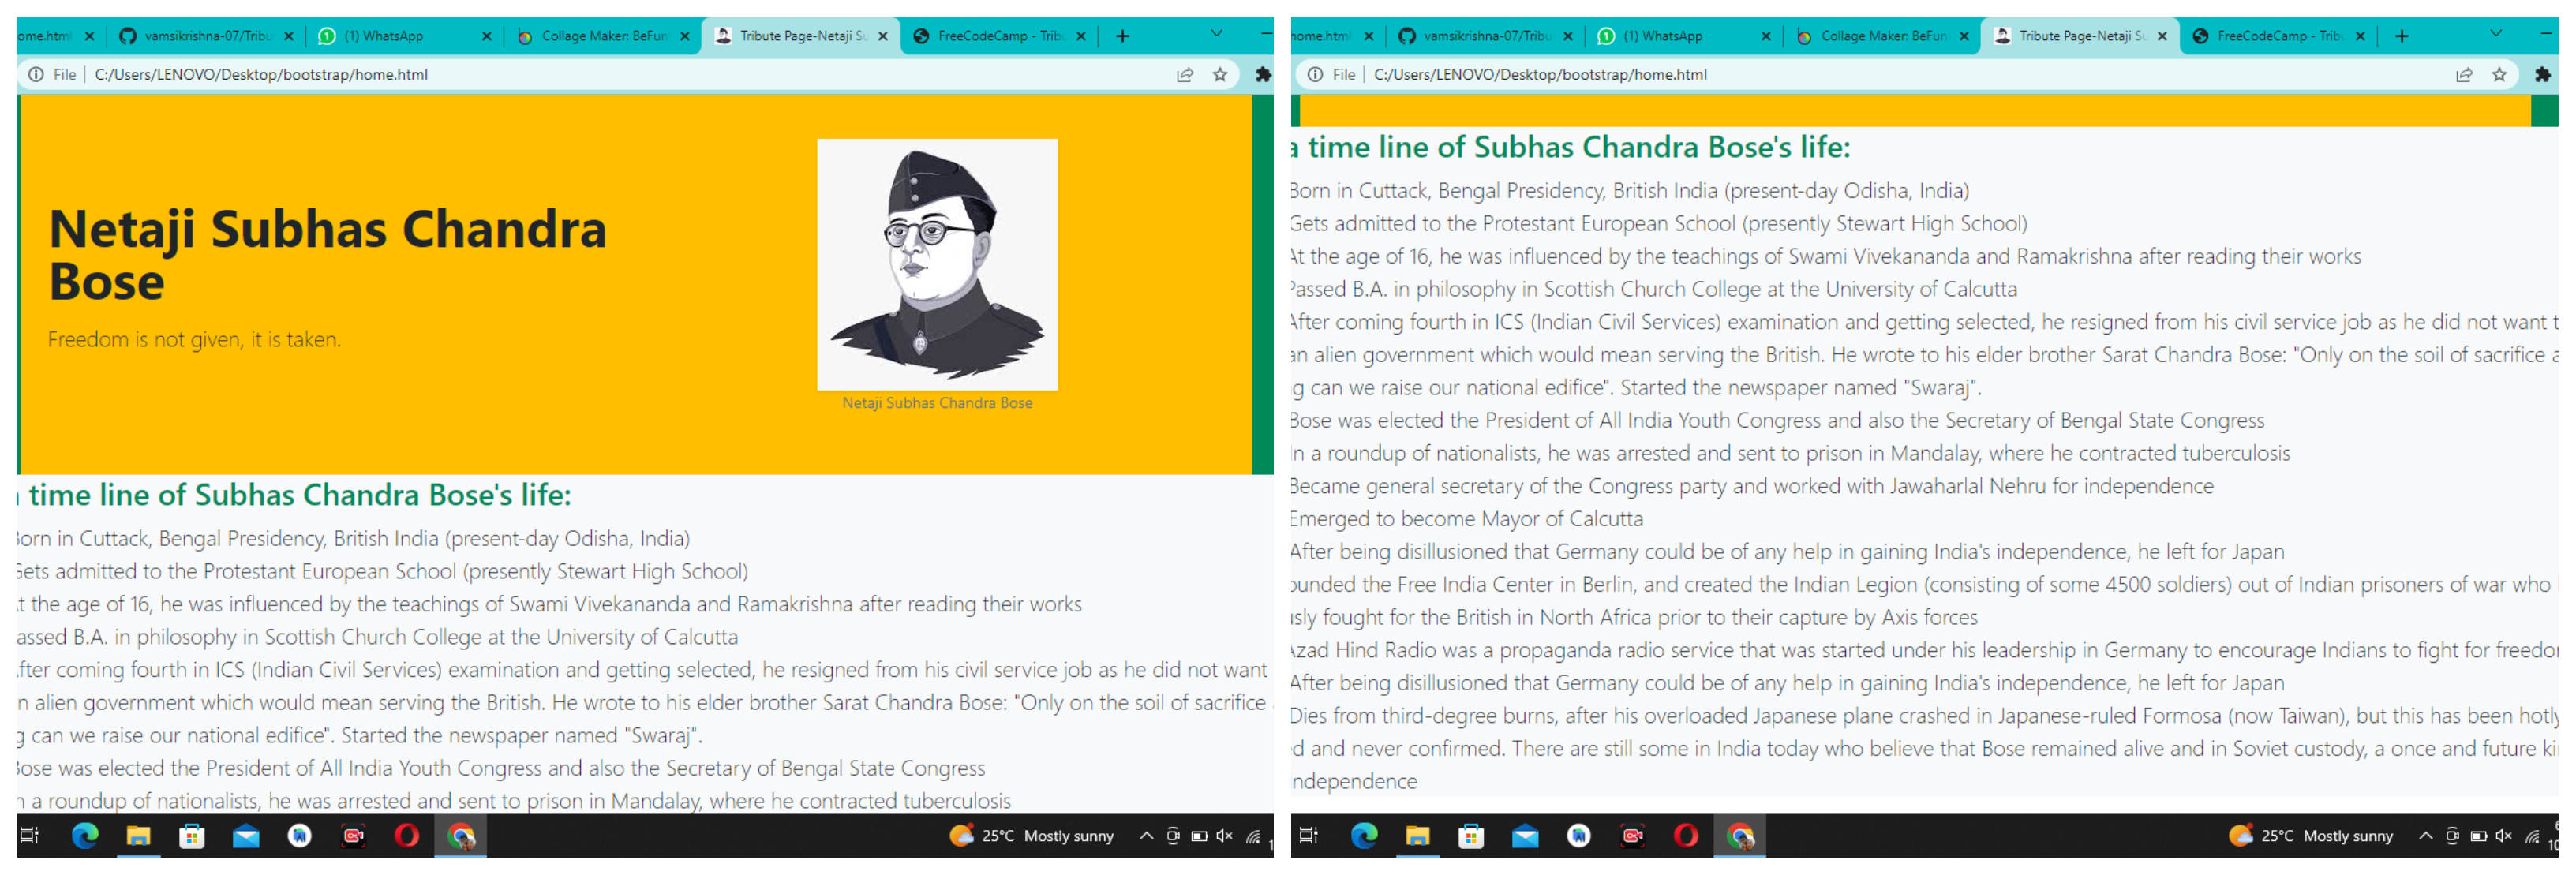 ome.html
vamsikrishna-07/Tribu
(1) WhatsApp
Collage Maker: BeFun
Tribute Page-Netaji Su
FreeCodeCamp - Tribu
File
C:/Users/LENOVO/Desktop/bootstrap/home.html
Netaji Subhas Chandra
Bose
Freedom is not given, it is taken.
Netaji Subhas Chandra Bose
time line of Subhas Chandra Bose's life:
orn in Cuttack, Bengal Presidency, British India (present-day Odisha, India)
ets admitted to the Protestant European School (presently Stewart High School)
t the age of 16, he was influenced by the teachings of Swami Vivekananda and Ramakrishna after reading their works
assed B.A. in philosophy in Scottish Church College at the University of Calcutta
fter coming fourth in ICS (Indian Civil Services) examination and getting selected, he resigned from his civil service job as he did not want
n alien government which would mean serving the British. He wrote to his elder brother Sarat Chandra Bose: "Only on the soil of sacrifice
g can we raise our national edifice". Started the newspaper named "Swaraj".
ose was elected the President of All India Youth Congress and also the Secretary of Bengal State Congress
n a roundup of nationalists, he was arrested and sent to prison in Mandalay, where he contracted tuberculosis
25°C Mostly sunny
home.html
vamsikrishna-07/Tribu
(1) WhatsApp
Collage Maker: BeFun
Tribute Page-Netaji Su
FreeCodeCamp - Tribu
File
C:/Users/LENOVO/Desktop/bootstrap/home.html
a time line of Subhas Chandra Bose's life:
Born in Cuttack, Bengal Presidency, British India (present-day Odisha, India)
Gets admitted to the Protestant European School (presently Stewart High School)
At the age of 16, he was influenced by the teachings of Swami Vivekananda and Ramakrishna after reading their works
Passed B.A. in philosophy in Scottish Church College at the University of Calcutta
After coming fourth in ICS (Indian Civil Services) examination and getting selected, he resigned from his civil service job as he did not want t
an alien government which would mean serving the British. He wrote to his elder brother Sarat Chandra Bose: "Only on the soil of sacrifice a
g can we raise our national edifice". Started the newspaper named "Swaraj".
Bose was elected the President of All India Youth Congress and also the Secretary of Bengal State Congress
In a roundup of nationalists, he was arrested and sent to prison in Mandalay, where he contracted tuberculosis
Became general secretary of the Congress party and worked with Jawaharlal Nehru for independence
Emerged to become Mayor of Calcutta
After being disillusioned that Germany could be of any help in gaining India's independence, he left for Japan
ounded the Free India Center in Berlin, and created the Indian Legion (consisting of some 4500 soldiers) out of Indian prisoners of war who
sly fought for the British in North Africa prior to their capture by Axis forces
Azad Hind Radio was a propaganda radio service that was started under his leadership in Germany to encourage Indians to fight for freedo
After being disillusioned that Germany could be of any help in gaining India's independence, he left for Japan
Dies from third-degree burns, after his overloaded Japanese plane crashed in Japanese-ruled Formosa (now Taiwan), but this has been hotly
d and never confirmed. There are still some in India today who believe that Bose remained alive and in Soviet custody, a once and future ki
independence
25°C Mostly sunny